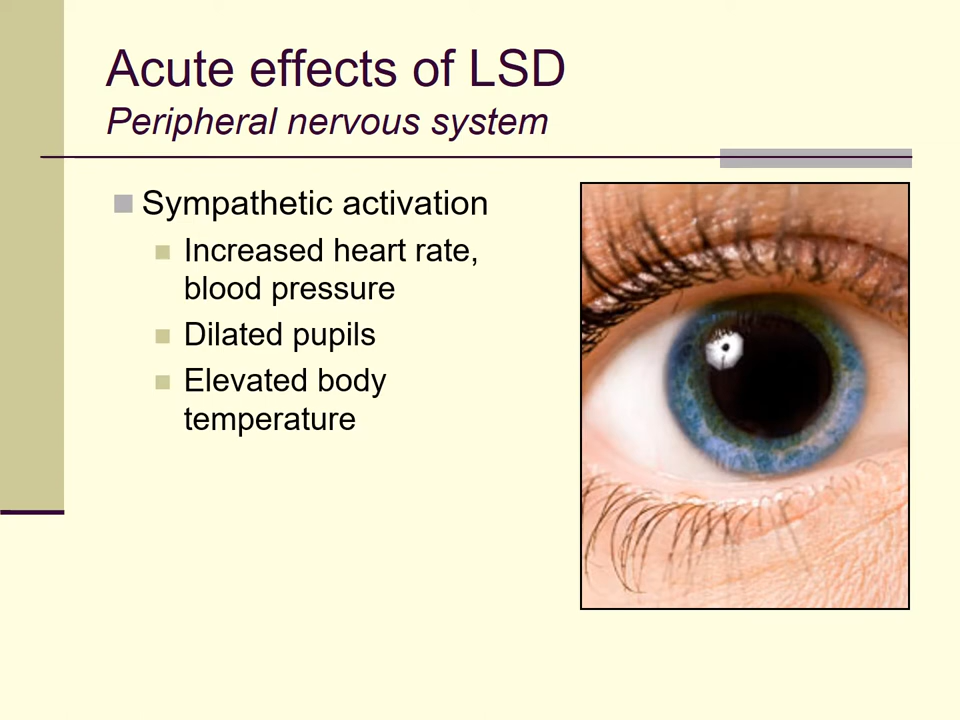 Acute effects of LSD
Peripheral nervous system
Sympathetic activation
Increased heart rate,
blood pressure
Dilated pupils
Elevated body
temperature